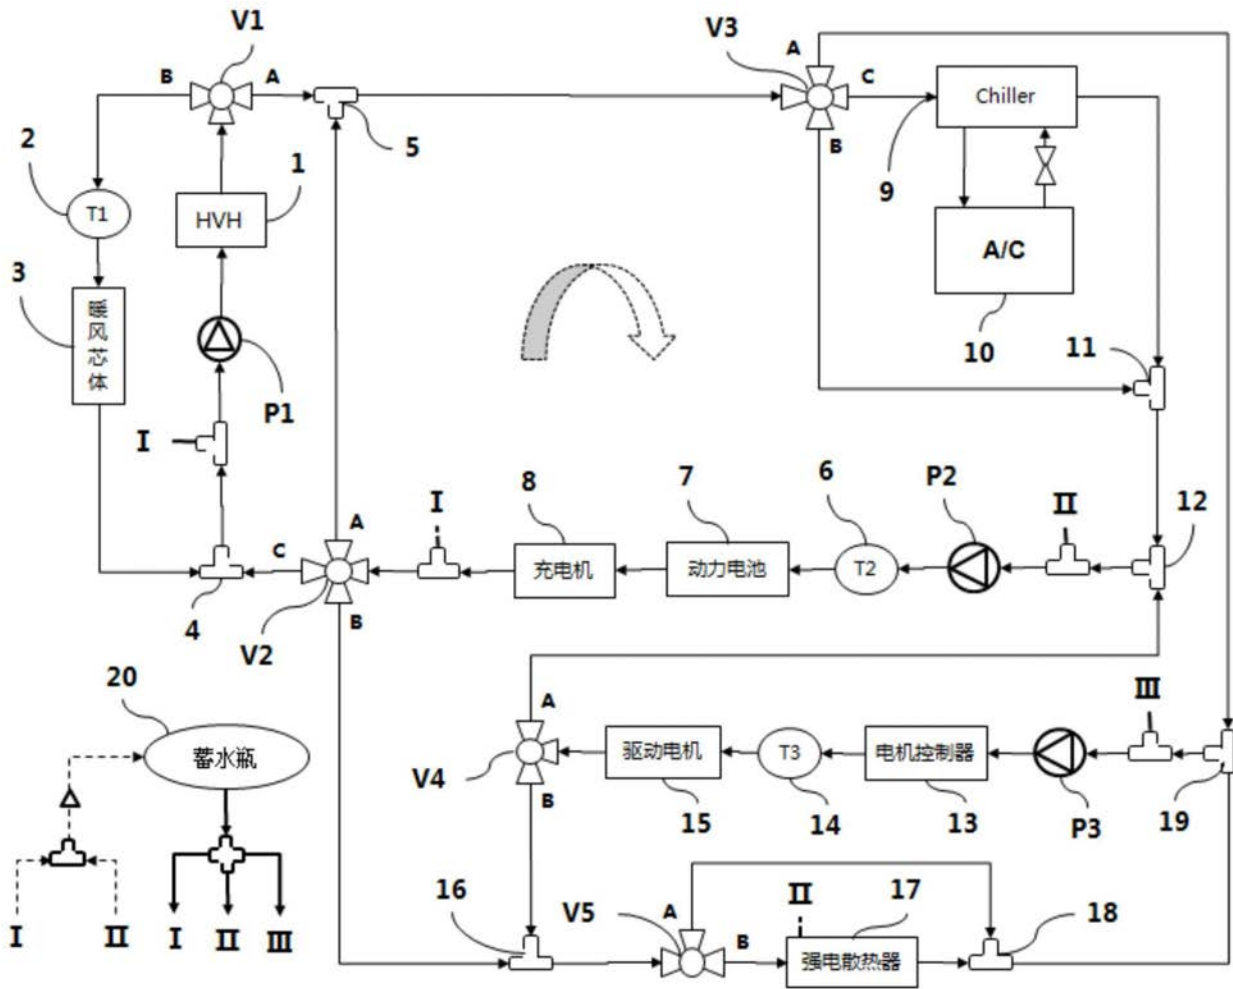 V1
V3
A
B
A
C
Chiller
B
2
1
5
9
T1
HVH
A/C
3
暖风芯体
P1
10
11
I
8
I
7
6
P2
II
12
A
C
充电机
动力电池
T2
4
V2
B
20
A
III
蓄水瓶
V4
驱动电机
T3
电机控制器
B
15
14
13
P3
19
16
V5
A
II
17
18
B
强电散热器
I
II
I
II
III